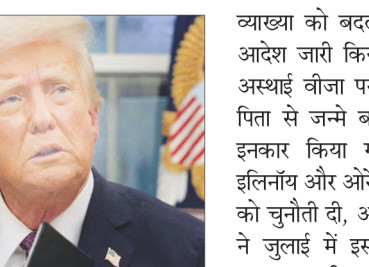 व्याख्या को बदल
आदेश जारी कि
अस्थाई वीजा प
पिता से जन्मे ब
इनकार किया
इलिनॉय और ओरे
को चुनौती दी, अ
ने जुलाई में इस